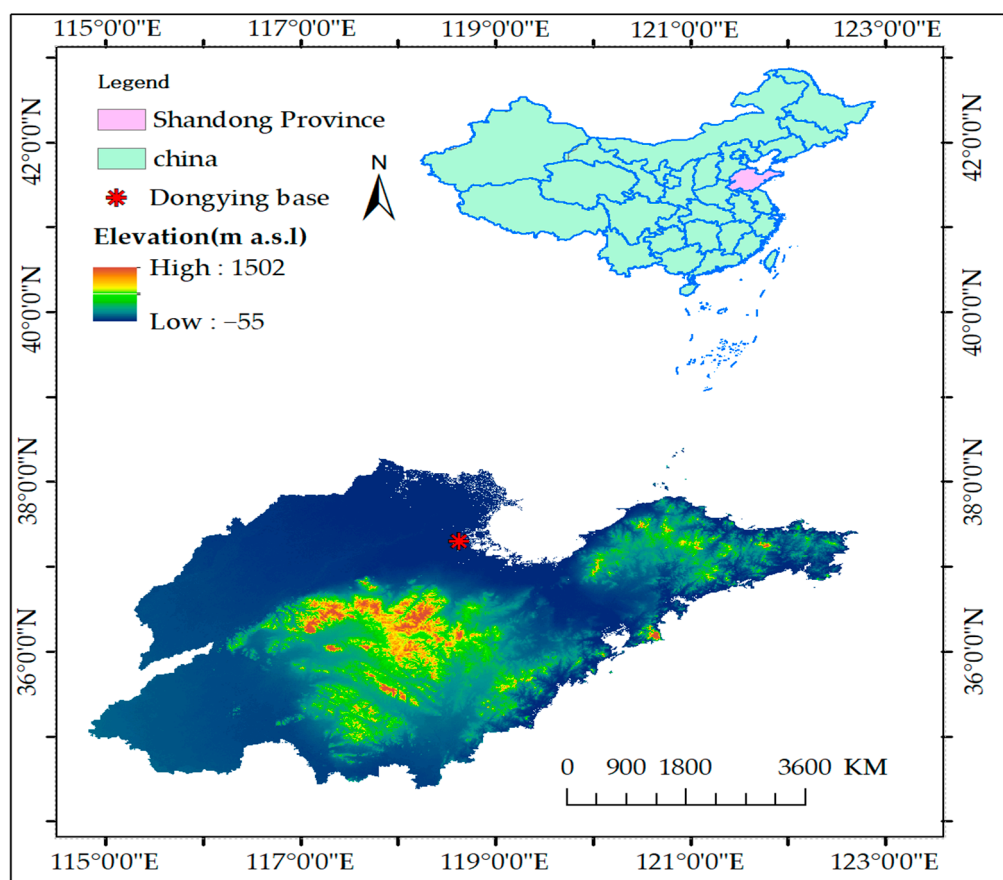 115°0'0"E 117°0'0"E 119°0'0"E 121°0'0"E 123°0'0"E
Legend
Shandong Province
china
Dongying base
N
Elevation(m a.s.l)
High : 1502
Low : −55
42°0'0"N
40°0'0"N
38°0'0"N
36°0'0"N
42°0'0"N
40°0'0"N
38°0'0"N
36°0'0"N
0 900 1800 3600 KM
115°0'0"E 117°0'0"E 119°0'0"E 121°0'0"E 123°0'0"E